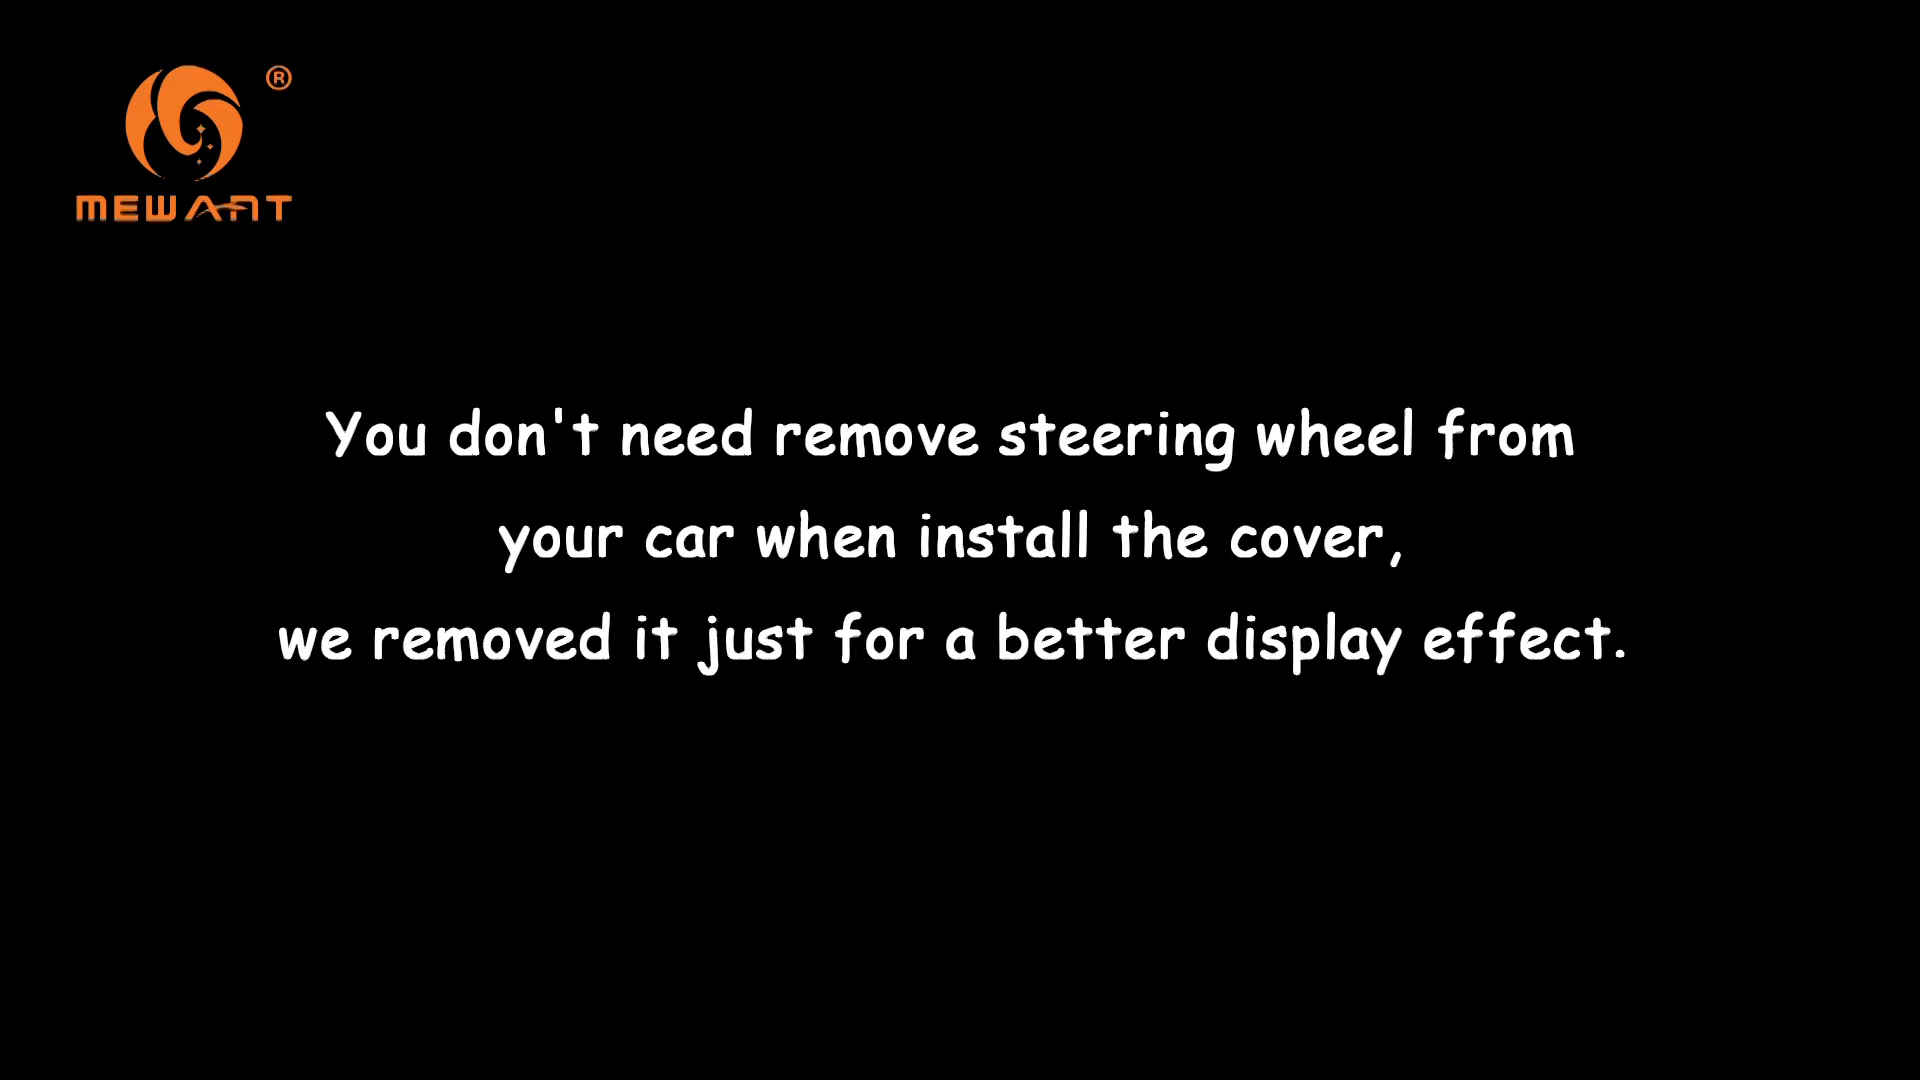 ®
MEWANT
You don't need remove steering wheel from
your car when install the cover,
we removed it just for a better display effect.